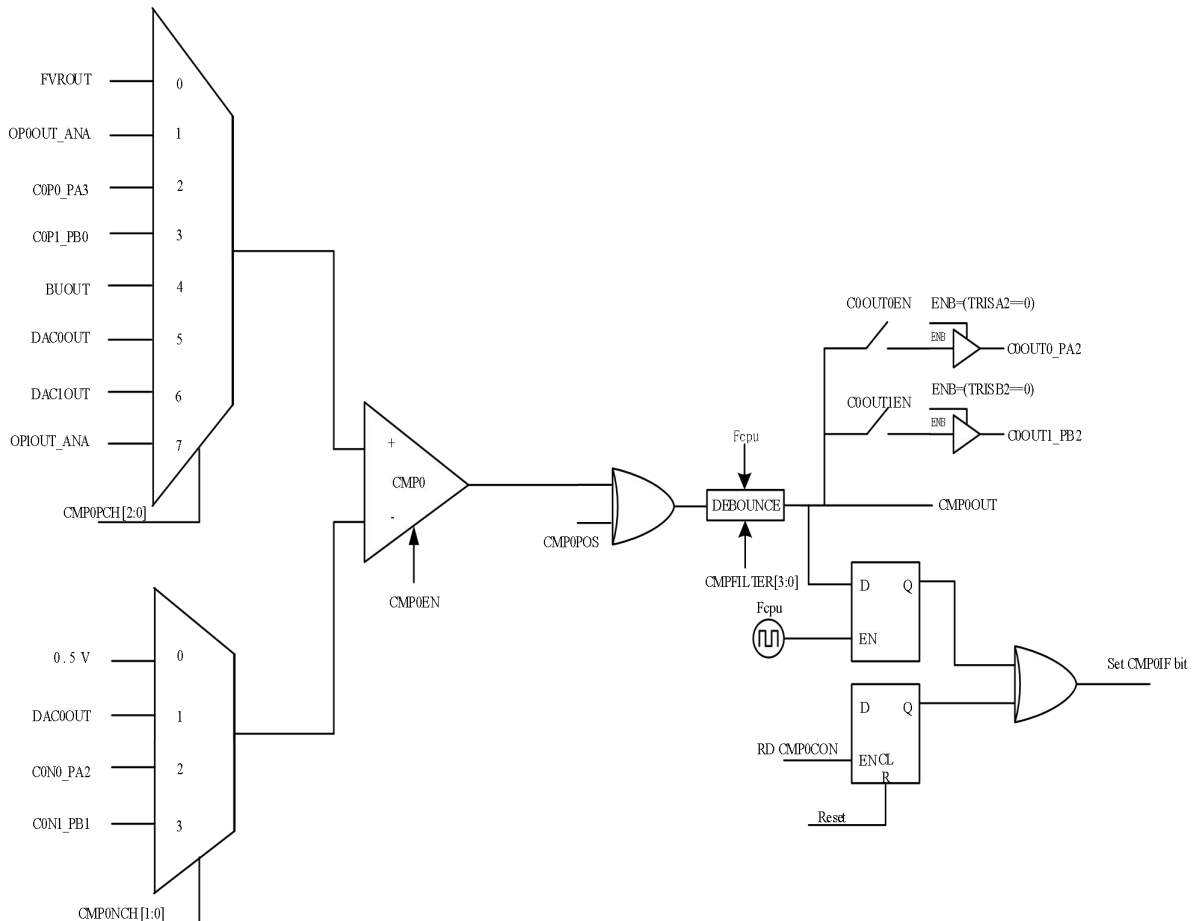 FVROUT
0
OP0OUT_ANA
1
C0P0_PA3
2
C0P1_PB0
3
BUOUT
4
DAC0OUT
5
DAC1OUT
6
OP1OUT_ANA
7
CMP0PCH[2:0]
+
CMP0
-
CMP0EN
0.5V
0
DAC0OUT
1
C0N0_PA2
2
C0N1_PB1
3
CMP0NCH[1:0]
CMP0POS
Fcpu
DEBOUNCE
CMPFILTER[3:0]
C0OUT0EN
ENB=(TRISA2==0)
ENB
C0OUT0_PA2
C0OUT1EN
ENB=(TRISB2==0)
ENB
C0OUT1_PB2
CMP0OUT
Fcpu
D Q
EN
D Q
RD CMP0CON
ENCL
R
Reset
Set CMP0IF bit